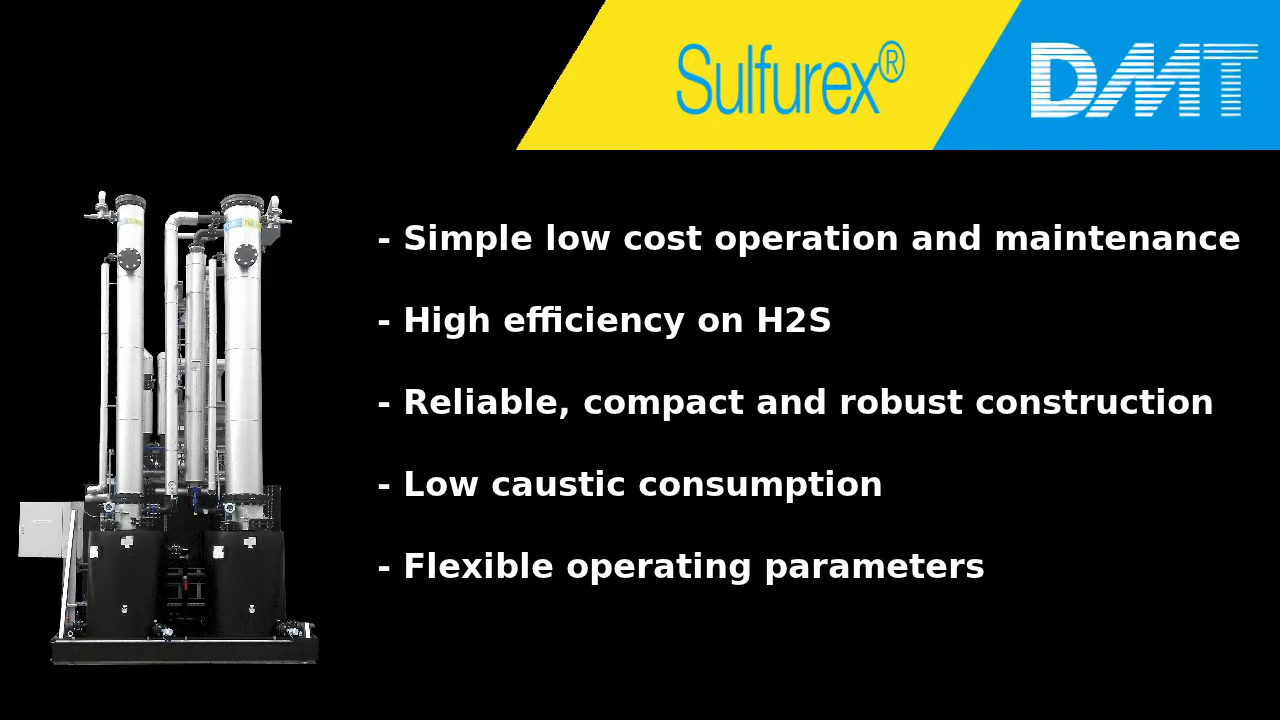 Sulfurex® DMT
- Simple low cost operation and maintenance
- High efficiency on H2S
- Reliable, compact and robust construction
- Low caustic consumption
- Flexible operating parameters